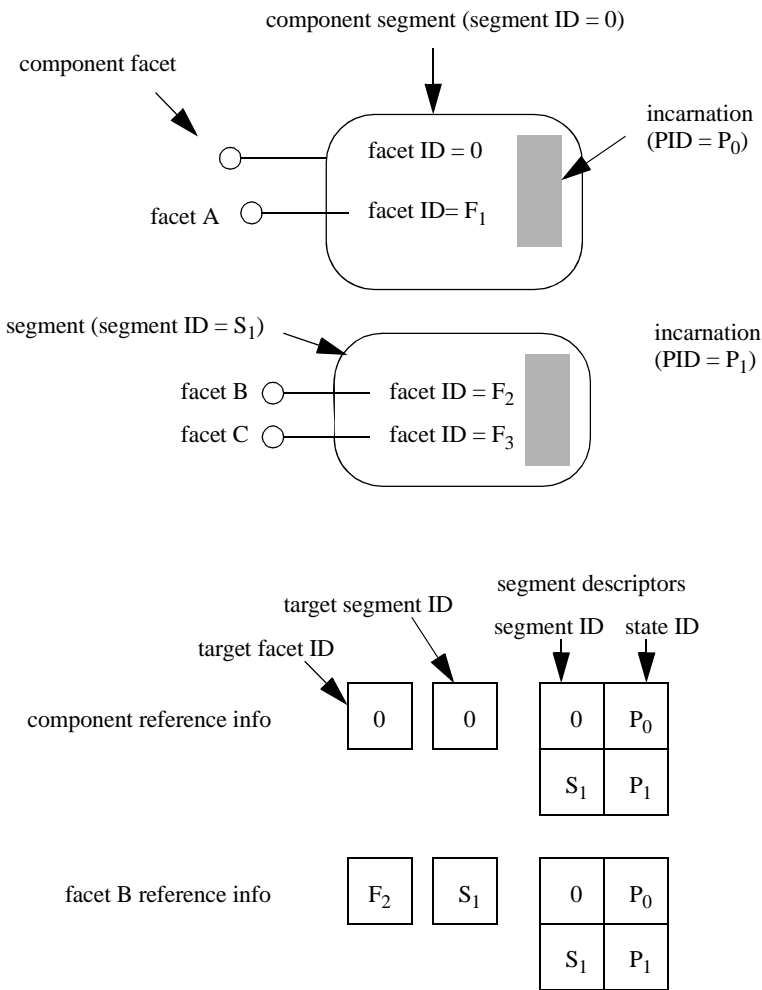 component segment (segment ID = 0)
component facet
incarnation
(PID = P0)
facet ID = 0
facet A
facet ID= F1
segment (segment ID = S1)
incarnation
(PID = P1)
facet B
facet ID = F2
facet C
facet ID = F3
segment descriptors
target segment ID
segment ID
state ID
target facet ID
component reference info
0
0
0
P0
S1
P1
facet B reference info
F2
S1
0
P0
S1
P1